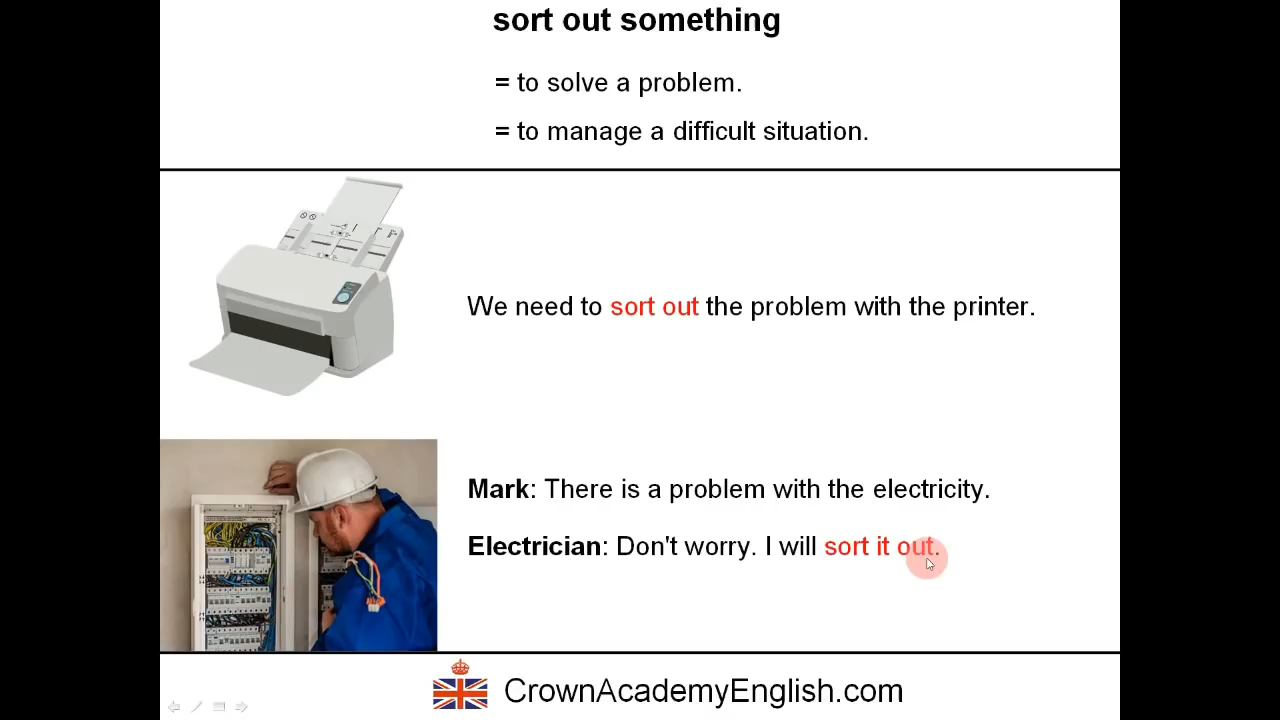 sort out something
= to solve a problem.
= to manage a difficult situation.
We need to sort out the problem with the printer.
Mark: There is a problem with the electricity.
Electrician: Don't worry. I will sort it out.
CrownAcademyEnglish.com